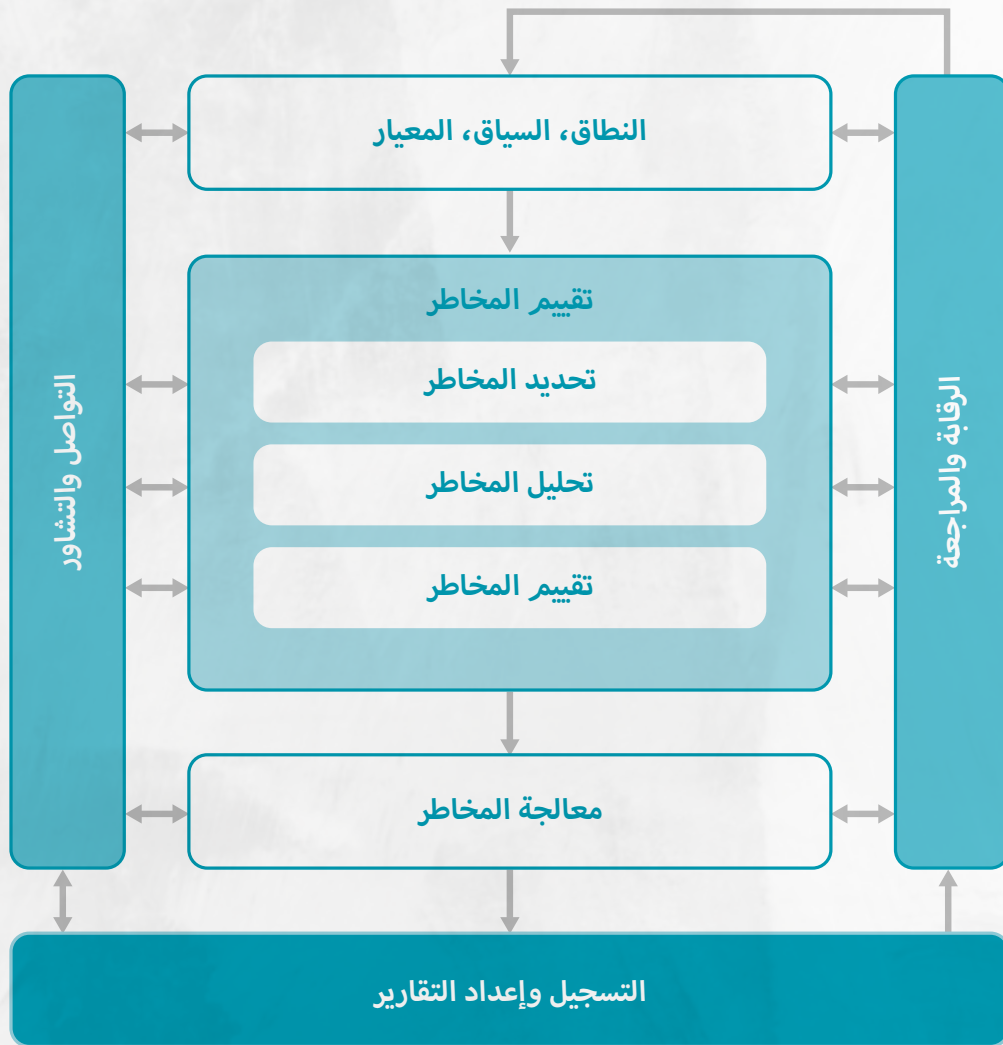 النطاق، السياق، المعيار
تقييم المخاطر
تحديد المخاطر
تحليل المخاطر
تقييم المخاطر
معالجة المخاطر
الرقابة والمراجعة
التواصل والتشاور
التسجيل وإعداد التقارير